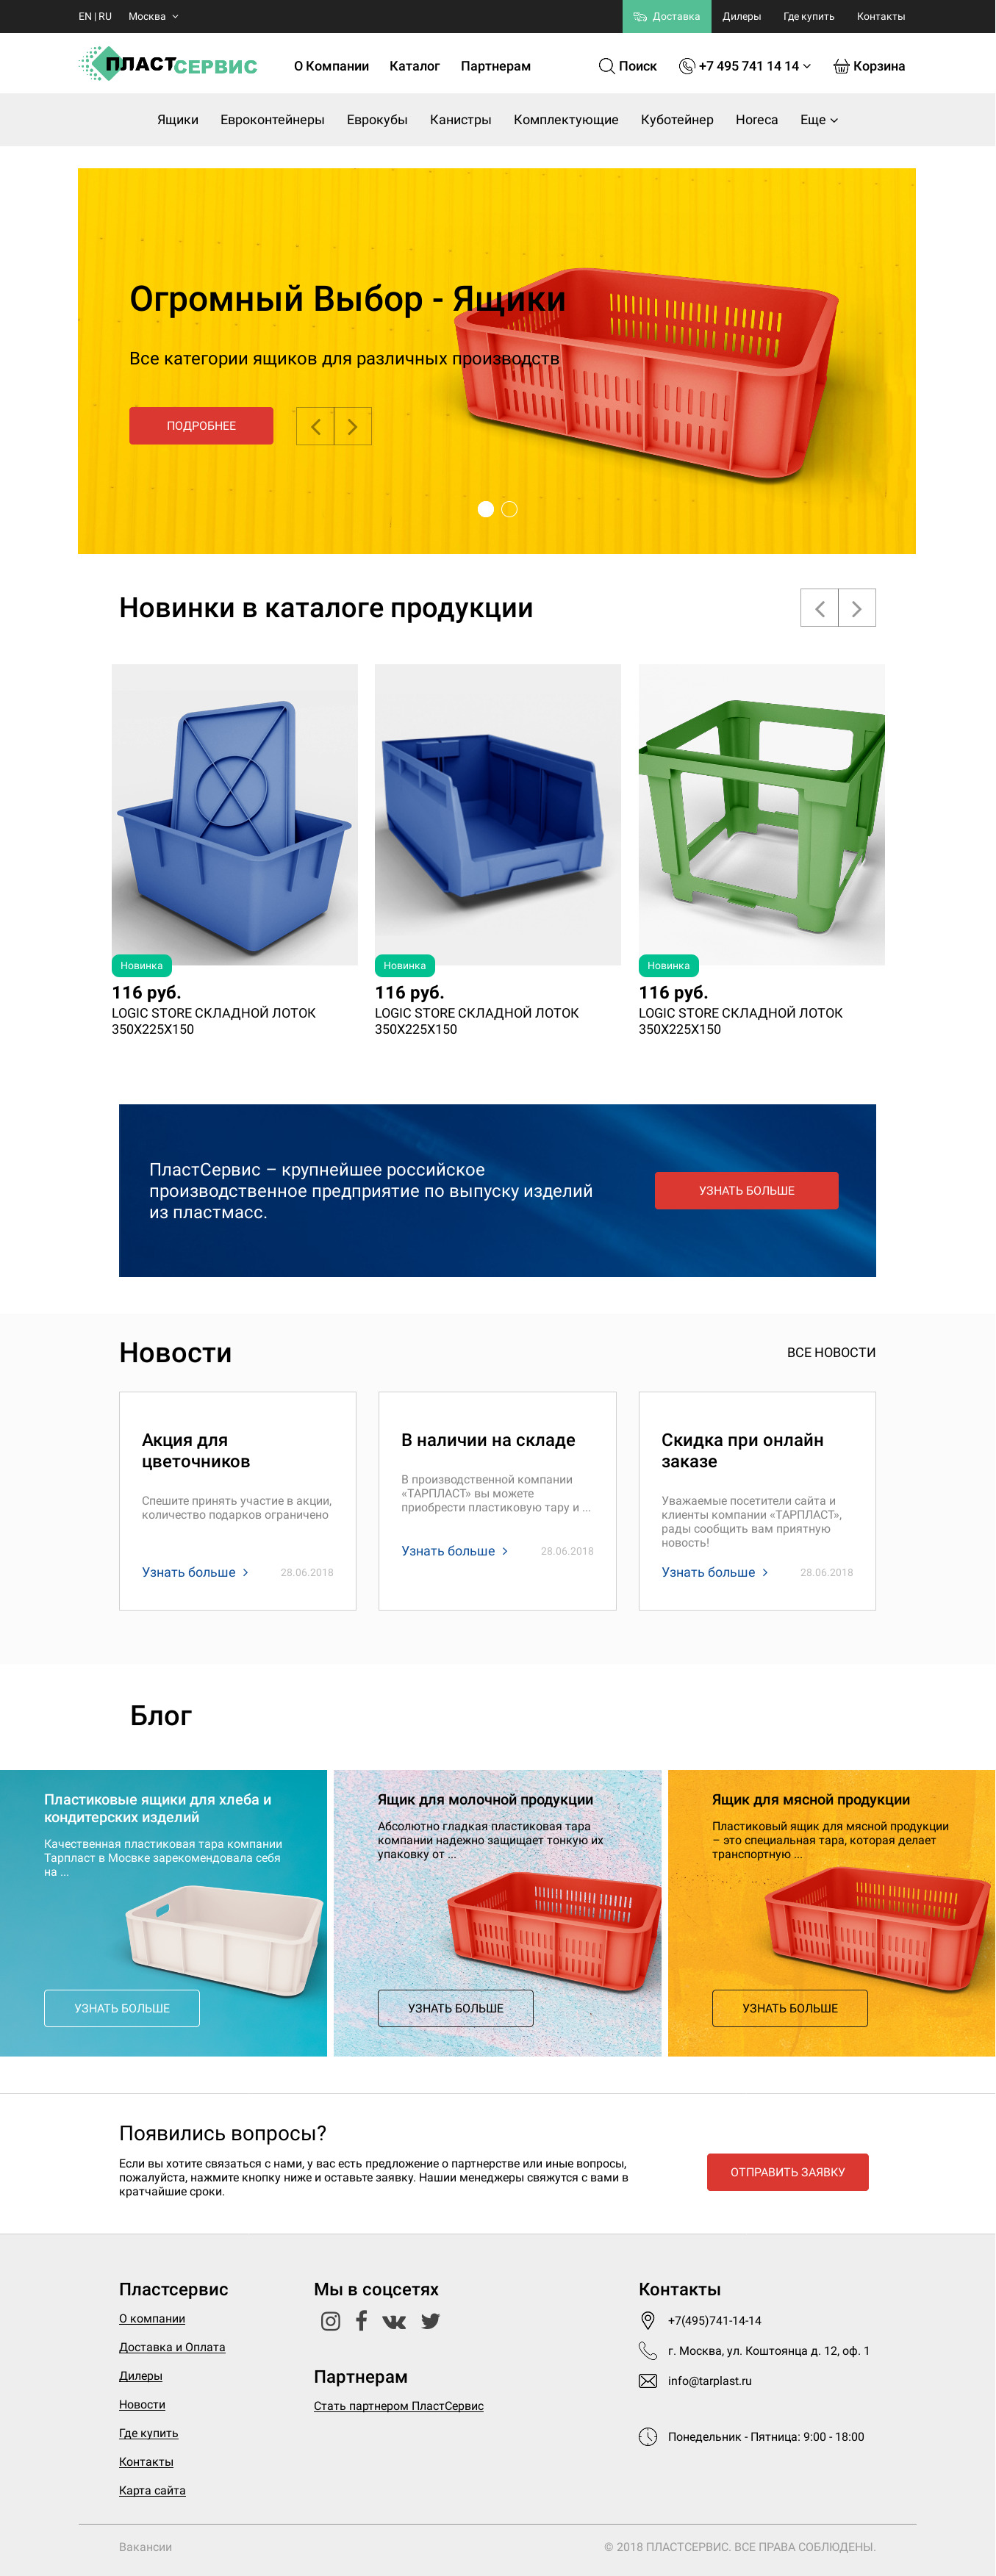 EN | RU Москва Доставка Дилеры Где купить Контакты
ПЛАСТСЕРВИС О Компании Каталог Партнерам Поиск +7 495 741 14 14 Корзина
Ящики Евроконтейнеры Еврокубы Канистры Комплектующие Куботейнер Horeca Еще
Огромный Выбор - Ящики
Все категории ящиков для различных производств
ПОДРОБНЕЕ
Новинки в каталоге продукции
Новинка
116 руб.
LOGIC STORE СКЛАДНОЙ ЛОТОК
350X225X150
Новинка
116 руб.
LOGIC STORE СКЛАДНОЙ ЛОТОК
350X225X150
Новинка
116 руб.
LOGIC STORE СКЛАДНОЙ ЛОТОК
350X225X150
ПластСервис – крупнейшее российское
производственное предприятие по выпуску изделий
из пластмасс.
УЗНАТЬ БОЛЬШЕ
Новости
ВСЕ НОВОСТИ
Акция для
цветочников
Спешите принять участие в акции,
количество подарков ограничено
Узнать больше 28.06.2018
В наличии на складе
В производственной компании
«ТАРПЛАСТ» вы можете
приобрести пластиковую тару и ...
Узнать больше 28.06.2018
Скидка при онлайн
заказе
Уважаемые посетители сайта и
клиенты компании «ТАРПЛАСТ»,
рады сообщить вам приятную
новость!
Узнать больше 28.06.2018
Блог
Пластиковые ящики для хлеба и
кондитерских изделий
Качественная пластиковая тара компании
Тарпласт в Мосвке зарекомендовала себя
на ...
УЗНАТЬ БОЛЬШЕ
Ящик для молочной продукции
Абсолютно гладкая пластиковая тара
компании надежно защищает тонкую их
упаковку от ...
УЗНАТЬ БОЛЬШЕ
Ящик для мясной продукции
Пластиковый ящик для мясной продукции
– это специальная тара, которая делает
транспортную ...
УЗНАТЬ БОЛЬШЕ
Появились вопросы?
Если вы хотите связаться с нами, у вас есть предложение о партнерстве или иные вопросы,
пожалуйста, нажмите кнопку ниже и оставьте заявку. Нашии менеджеры свяжутся с вами в
кратчайшие сроки.
ОТПРАВИТЬ ЗАЯВКУ
Пластсервис
О компании
Доставка и Оплата
Дилеры
Новости
Где купить
Контакты
Карта сайта
Мы в соцсетях
Партнерам
Стать партнером ПластСервис
Контакты
+7(495)741-14-14
г. Москва, ул. Коштоянца д. 12, оф. 1
info@tarplast.ru
Понедельник - Пятница: 9:00 - 18:00
Вакансии
© 2018 ПЛАСТСЕРВИС. ВСЕ ПРАВА СОБЛЮДЕНЫ.